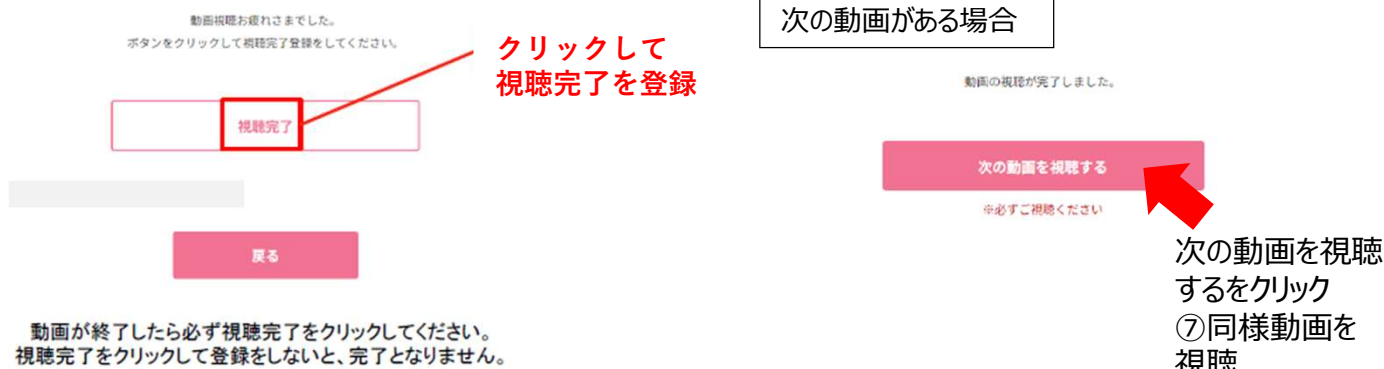 動画視聴お疲れさまでした。
ボタンをクリックして視聴完了登録をしてください。
クリックして
視聴完了を登録
視聴完了
戻る
動画が終了したら必ず視聴完了をクリックしてください。
視聴完了をクリックして登録をしないと、完了となりません。
次の動画がある場合
動画の視聴が完了しました。
次の動画を視聴する
※必ずご視聴ください
次の動画を視聴
するをクリック
⑦同様動画を
視聴